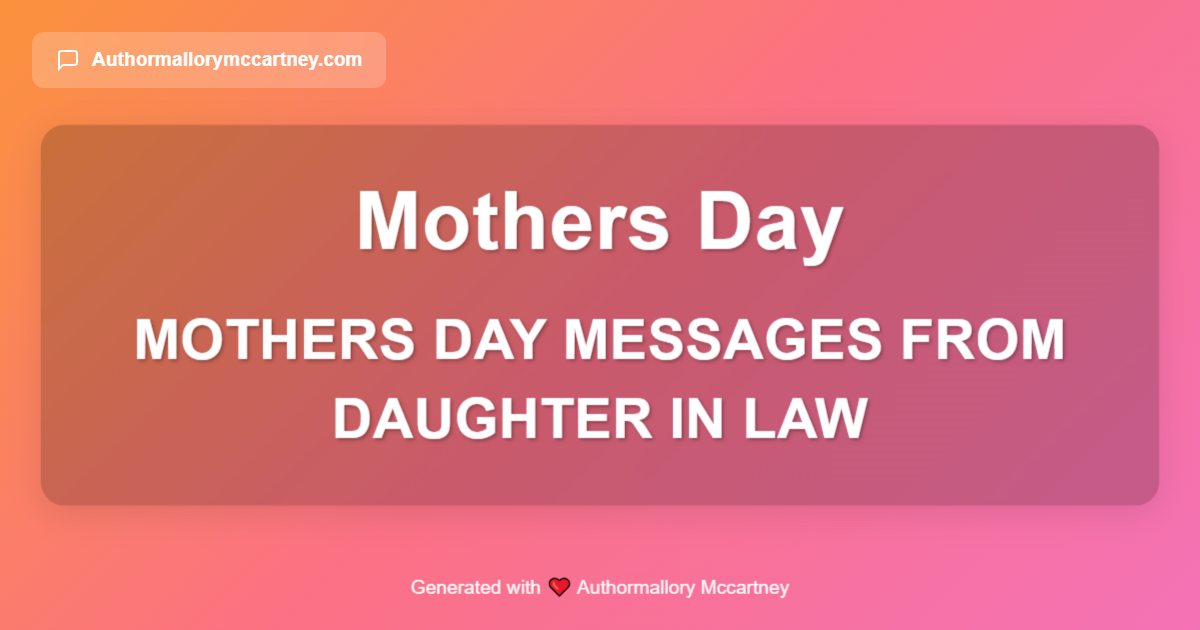 Authormallorymccartney.com
Mothers Day
MOTHERS DAY MESSAGES FROM
DAUGHTER IN LAW
Generated with ❤ Authormallory Mccartney